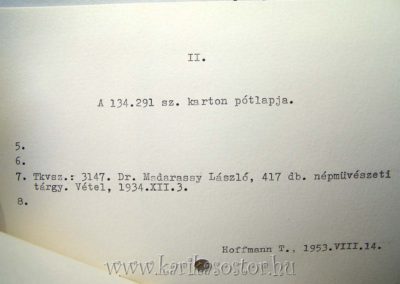 II.
A 134.291 sz. karton pótlapja.
5.
6.
7. Tkvsz.: 3147. Dr. Madarassy László, 417 db. népművészeti
tárgy. Vétel, 1934.XII.3.
8.
Hoffmann T., 1953.VIII.14.
www.karikasostor.hu